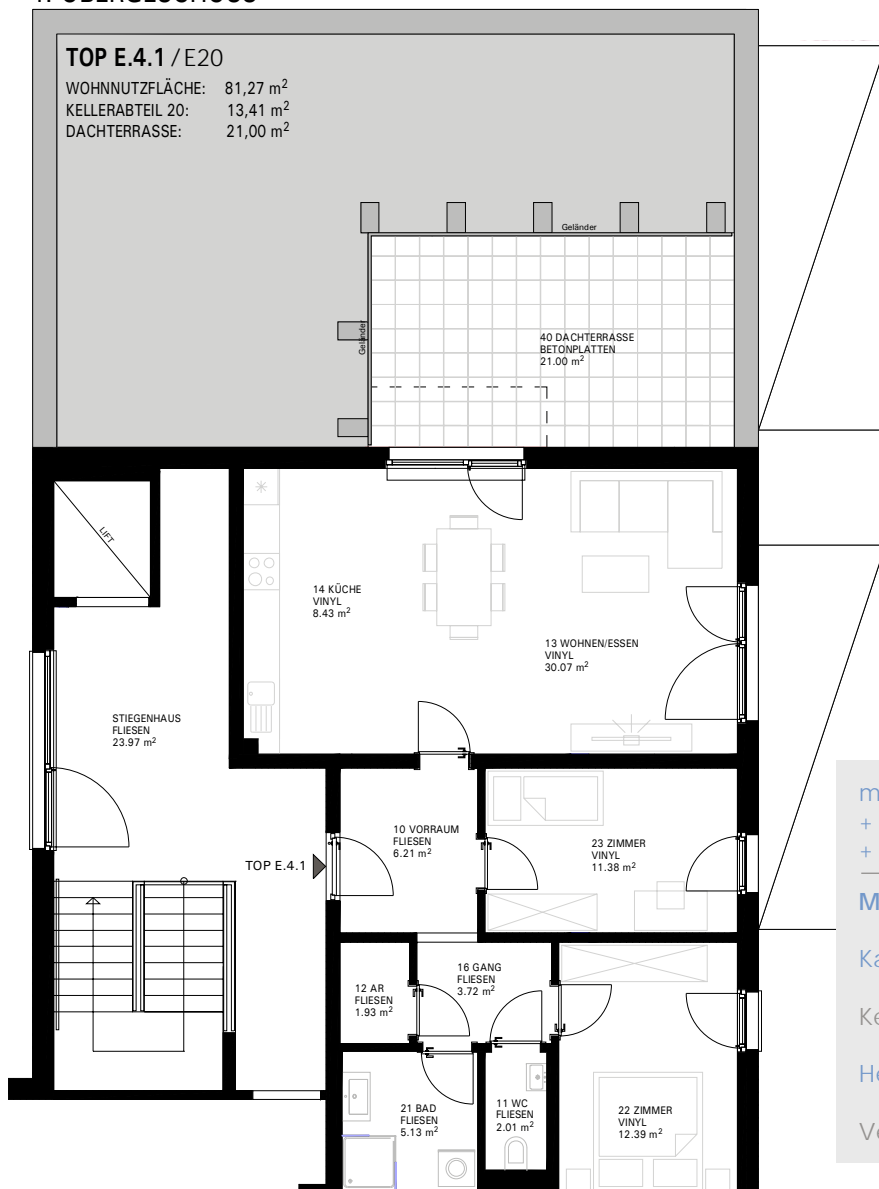 TOP E.4.1 / E20
WOHNNUTZFLÄCHE: 81,27 m²
KELLERABTEIL 20: 13,41 m²
DACHTERRASSE: 21,00 m²
Geländer
Geländer
40 DACHTERRASSE
BETONPLATTEN
21.00 m²
LIFT
14 KÜCHE
VINYL
8.43 m²
13 WOHNEN/ESSEN
VINYL
30.07 m²
STIEGENHAUS
FLIESEN
23.97 m²
10 VORRAUM
FLIESEN
6.21 m²
23 ZIMMER
VINYL
11.38 m²
TOP E.4.1
16 GANG
FLIESEN
3.72 m²
12 AR
FLIESEN
1.93 m²
21 BAD
FLIESEN
5.13 m²
11 WC
FLIESEN
2.01 m²
22 ZIMMER
VINYL
12.39 m²
+
+